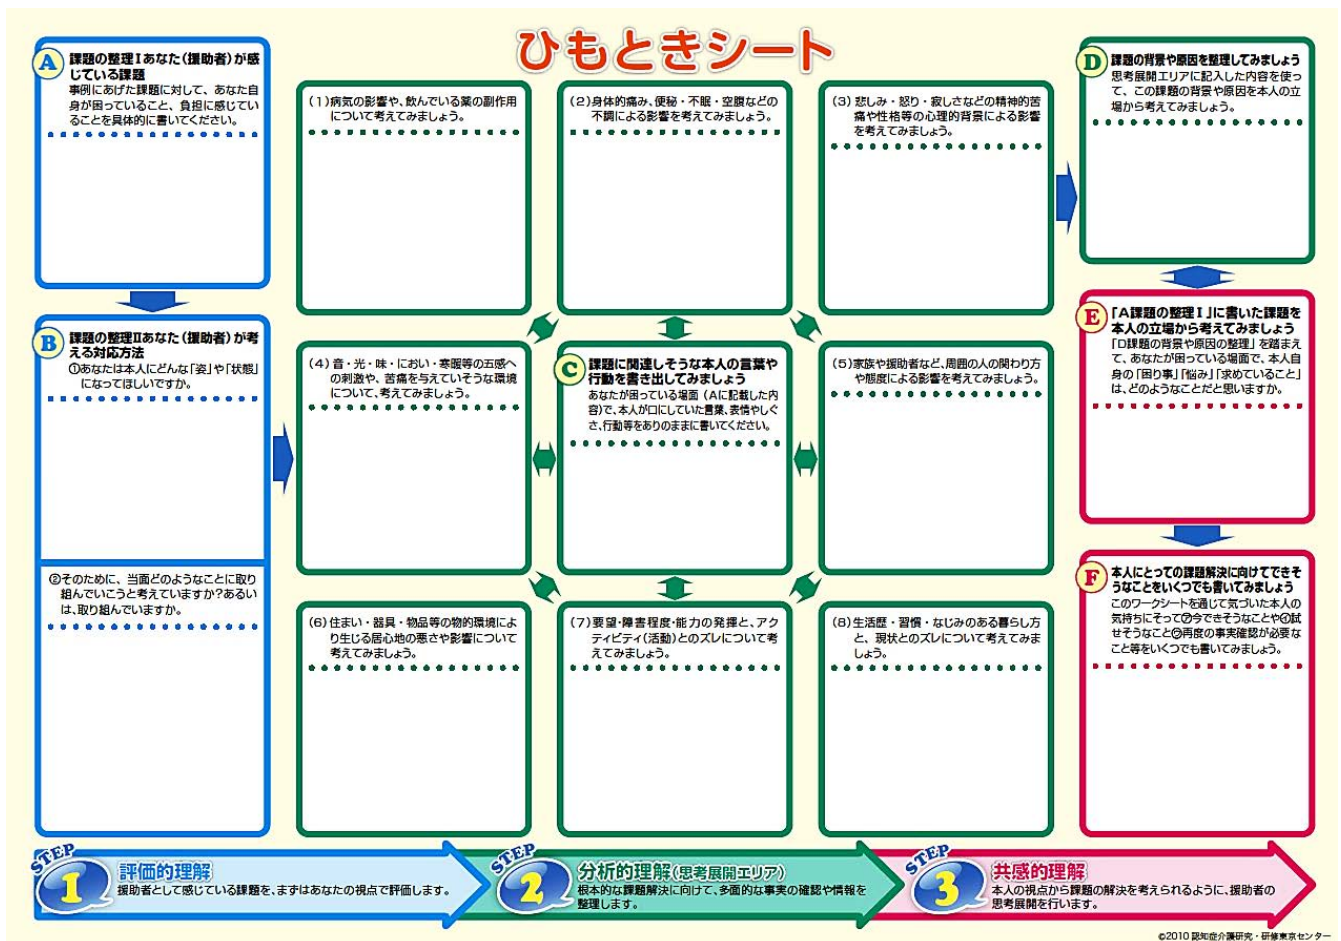 ひもときシート
A
課題の整理Ⅰあなた(援助者)が感
じている課題
事例にあげた課題に対して、あなた自
身が困っていること、負担に感じてい
ることを具体的に書いてください。
B
課題の整理Ⅱあなた(援助者)が考
える対応方法
①あなたは本人にどんな「姿」や「状態」
になってほしいですか。
②そのために、当面どのようなことに取り
組んでいこうと考えていますか？あるい
は、取り組んでいますか。
(1)病気の影響や、飲んでいる薬の副作用
について考えてみましょう。
(2)身体的痛み、便秘・不眠・空腹などの
不調による影響を考えてみましょう。
(3)悲しみ・怒り・寂しさなどの精神的苦
痛や性格等の心理的背景による影響
を考えてみましょう。
(4)音・光・味・におい・寒暖等の五感へ
の刺激や、苦痛を与えていそうな環境
について、考えてみましょう。
C
課題に関連しそうな本人の言葉や
行動を書き出してみましょう
あなたが困っている場面(Aに記載した内
容)で、本人が口にしていた言葉、表情やしぐ
さ、行動等をありのままに書いてください。
(5)家族や援助者など、周囲の人の関わり方
や態度による影響を考えてみましょう。
(6)住まい・器具・物品等の物的環境によ
り生じる居心地の悪さや影響について
考えてみましょう。
(7)要望・障害程度・能力の発揮と、アク
ティビティ(活動)とのズレについて考
えてみましょう。
(8)生活歴・習慣・なじみのある暮らし方
と、現状とのズレについて考えてみま
しょう。
D
課題の背景や原因を整理してみましょう
思考展開エリアに記入した内容を使っ
て、この課題の背景や原因を本人の立
場から考えてみましょう。
E
「A課題の整理Ⅰ」に書いた課題を
本人の立場から考えてみましょう
「D課題の背景や原因の整理」を踏まえ
て、あなたが困っている場面で、本人自
身の「困り事」「悩み」「求めていること」
は、どのようなことだと思いますか。
F
本人にとっての課題解決に向けてできそ
うなことをいくつでも書いてみましょう
このワークシートを通じて気づいた本人の
気持ちにそって㋐今できそうなことや㋑試
せそうなこと㋒再度の事実確認が必要な
こと等をいくつでも書いてみましょう。
STEP
1
評価的理解
援助者として感じている課題を、まずはあなたの視点で評価します。
STEP
2
分析的理解(思考展開エリア)
根本的な課題解決に向けて、多面的な事実の確認や情報を
整理します。
STEP
3
共感的理解
本人の視点から課題の解決を考えられるように、援助者の
思考展開を行います。
©2010 認知症介護研究・研修東京センター